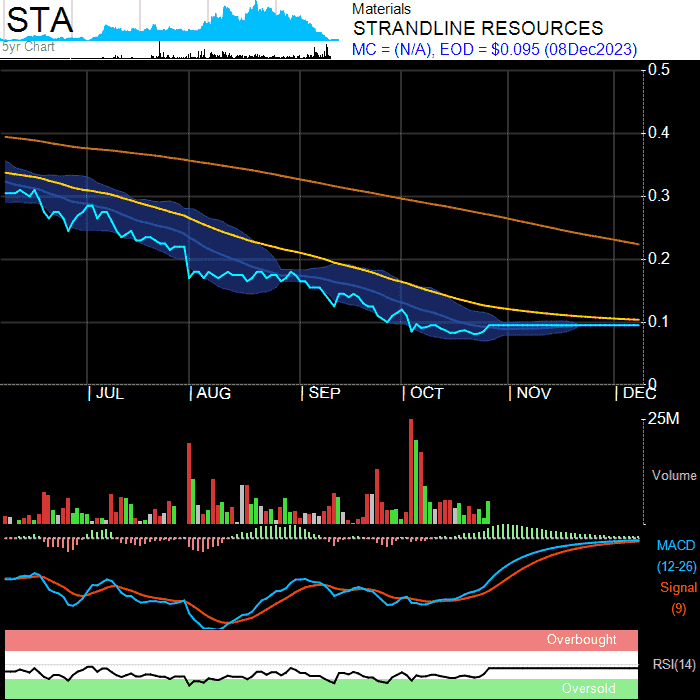 STA
5yr Chart
Materials
STRANDLINE RESOURCES
MC = (N/A), EOD = $0.095 (08Dec2023)
0.5
0.4
0.3
0.2
0.1
0
JUL
AUG
SEP
OCT
NOV
DEC
25M
Volume
MACD
(12-26)
Signal
(9)
Overbought
RSI(14)
Oversold